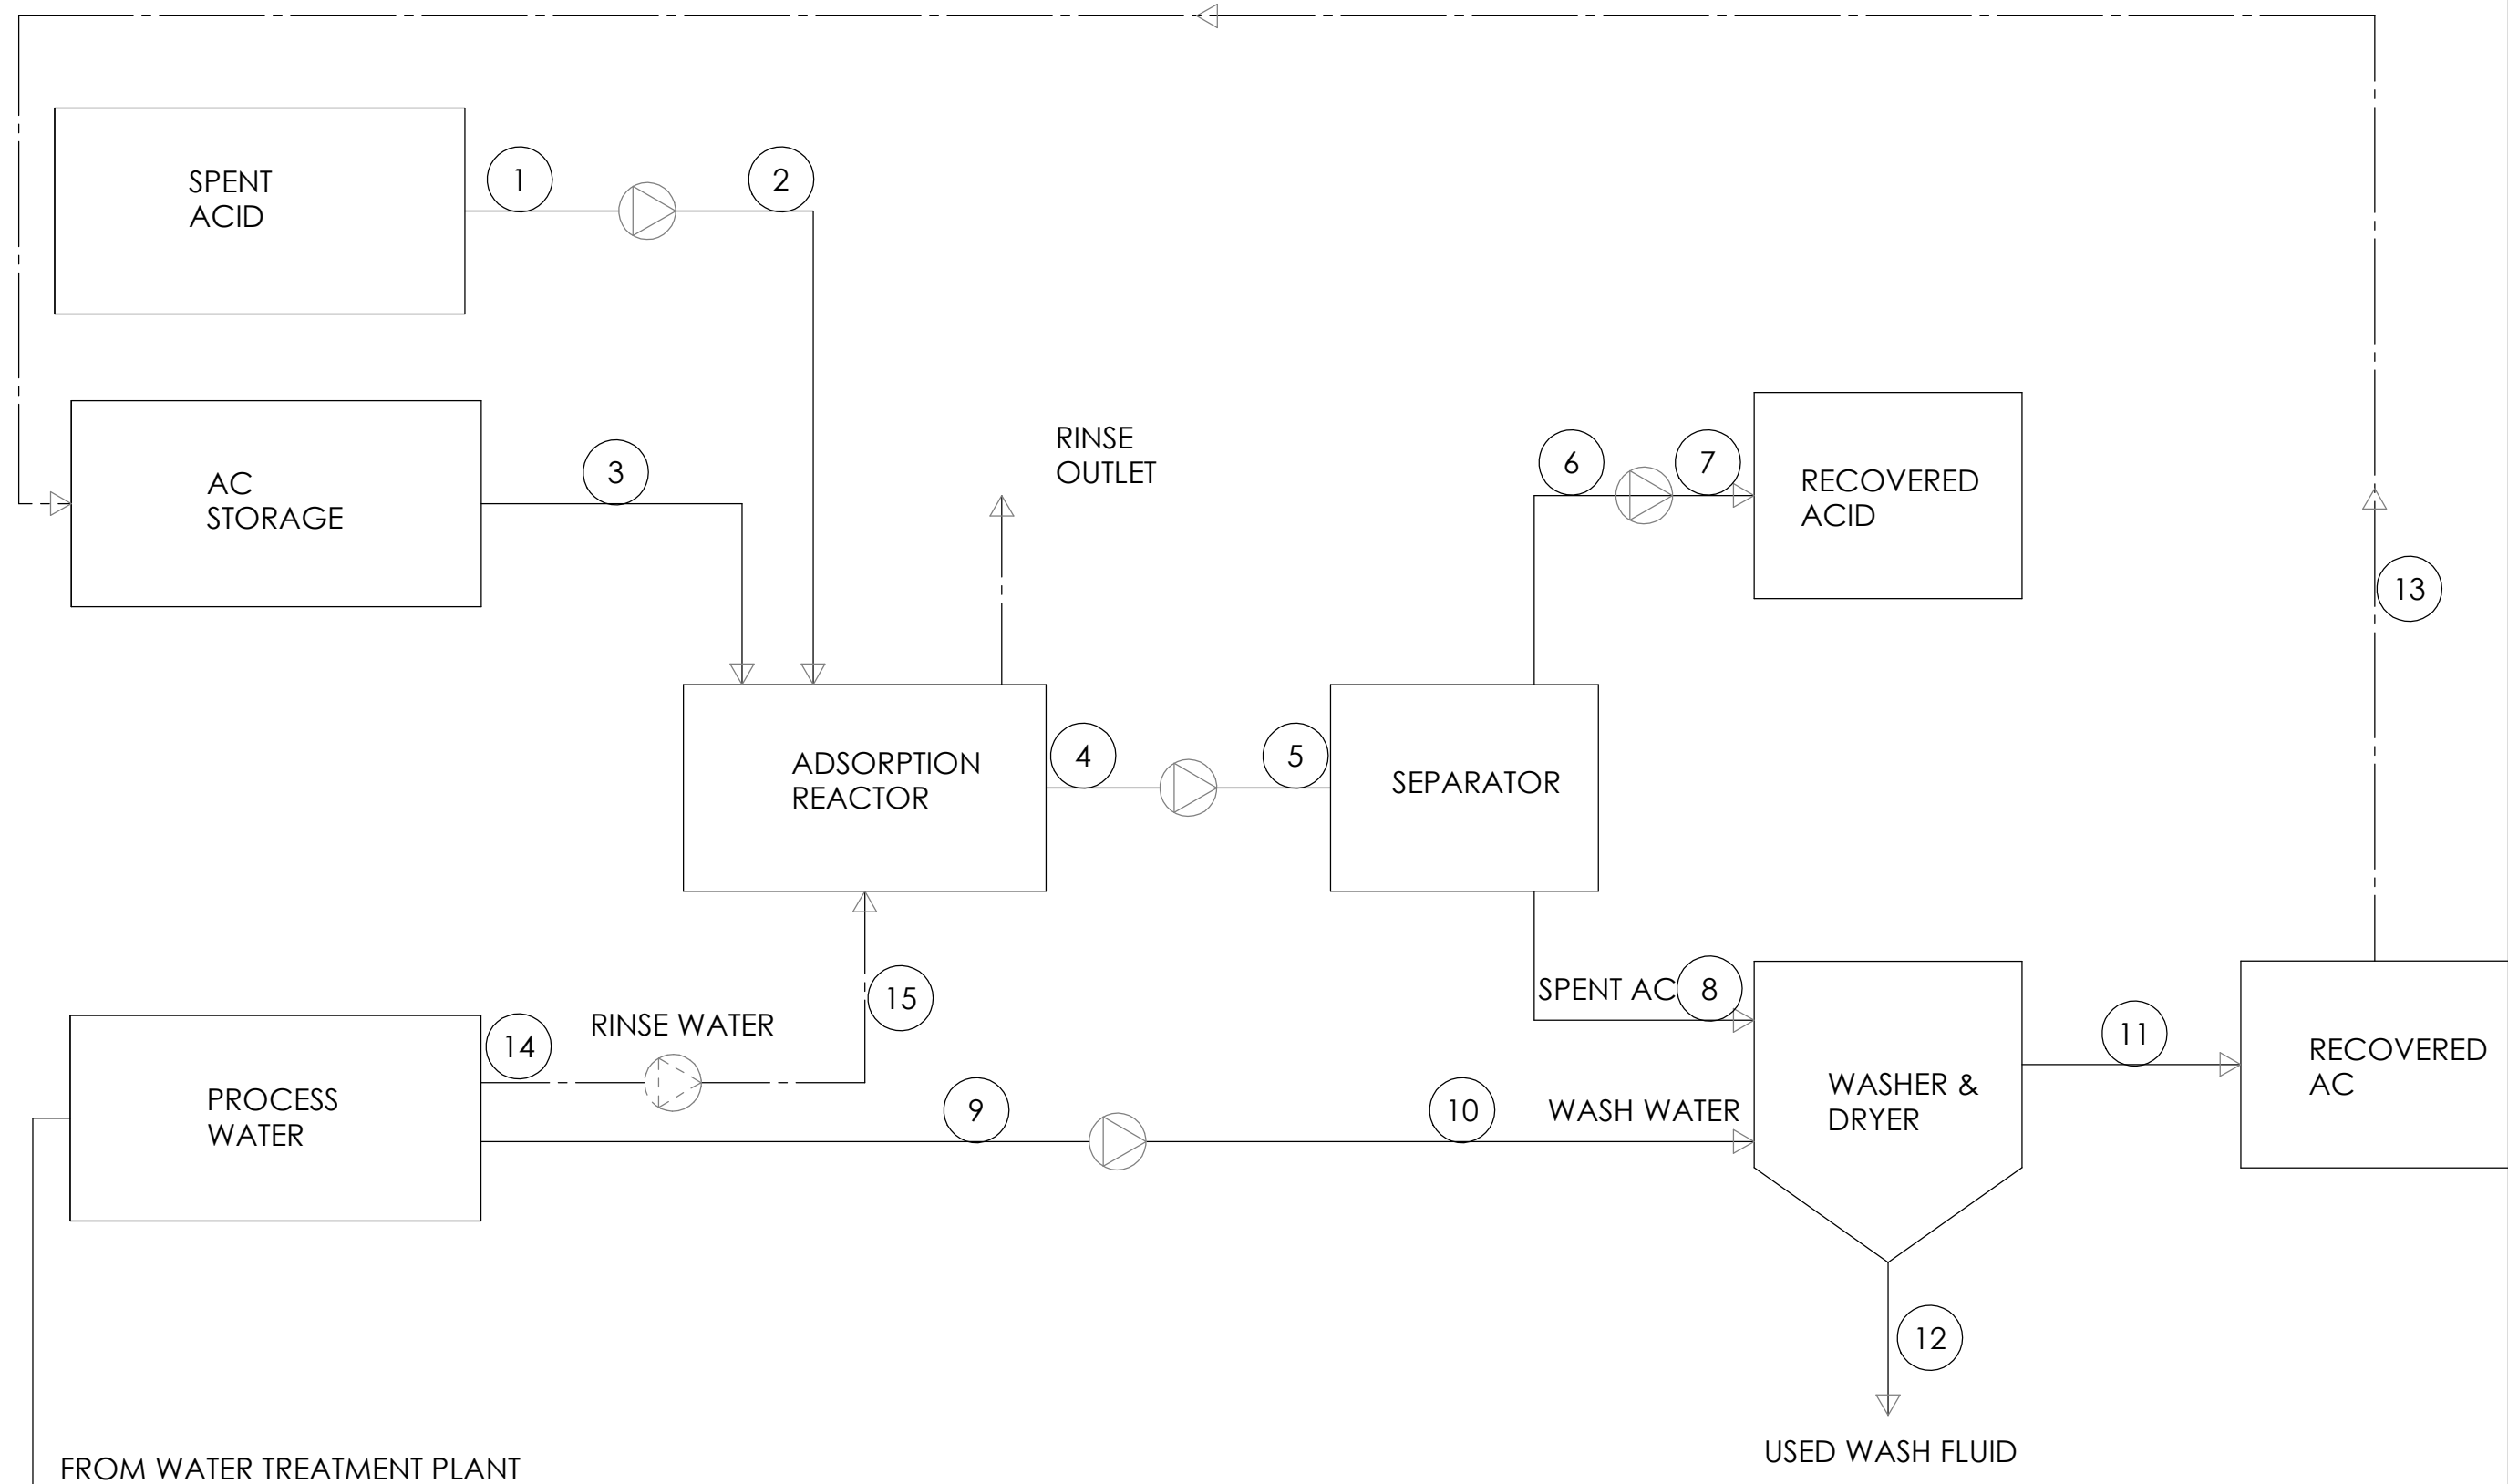 SPENT
ACID
1
2
AC
STORAGE
3
RINSE
OUTLET
6
7
RECOVERED
ACID
13
ADSORPTION
REACTOR
4
5
SEPARATOR
15
SPENT AC
8
14
RINSE WATER
PROCESS
WATER
9
10
WASH WATER
WASHER &
DRYER
11
RECOVERED
AC
12
USED WASH FLUID
FROM WATER TREATMENT PLANT